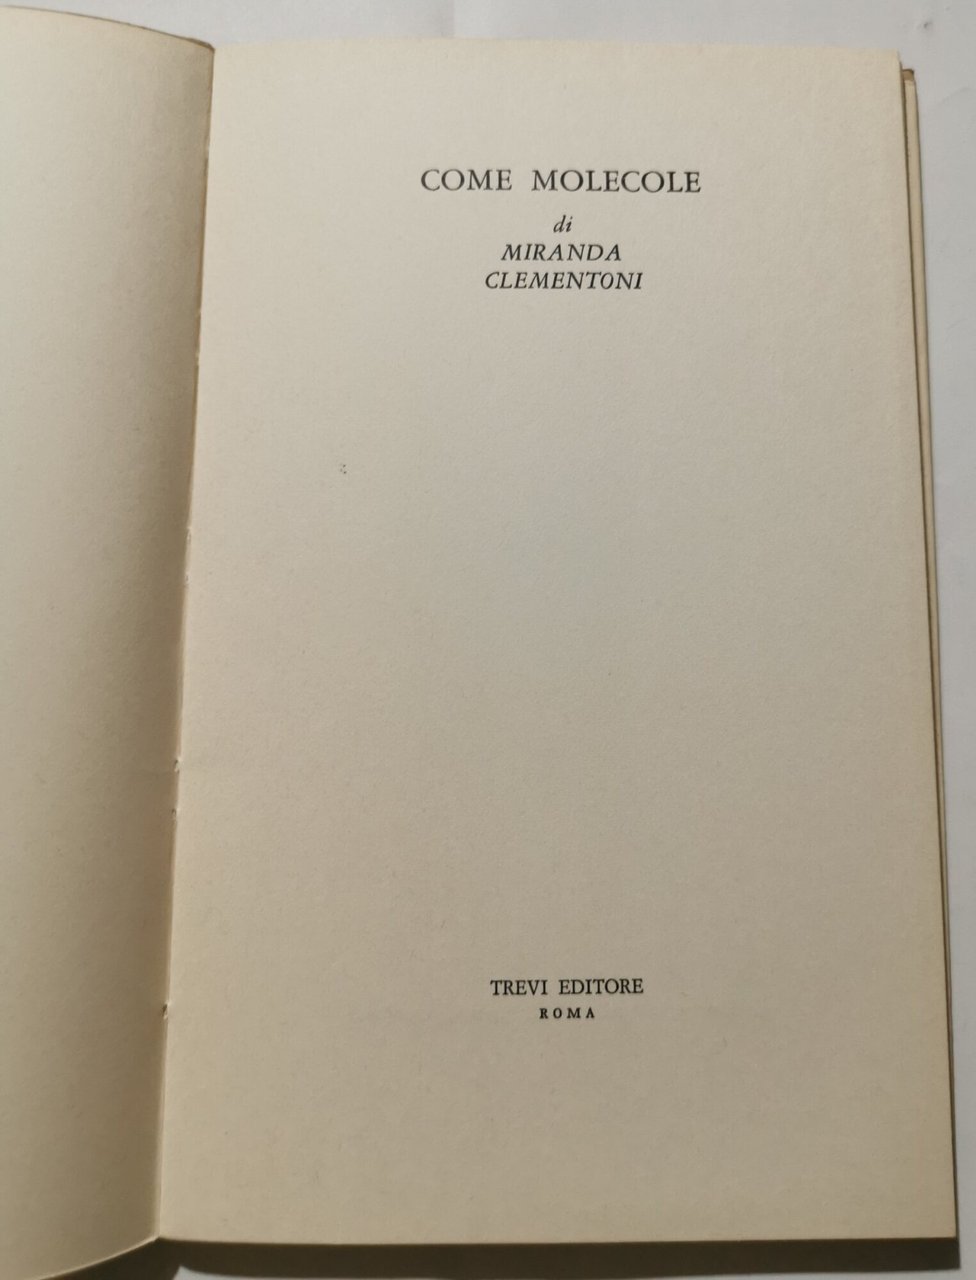 COME MOLECOLE
di
MIRANDA
CLEMENTONI
TREVI EDITORE
ROMA